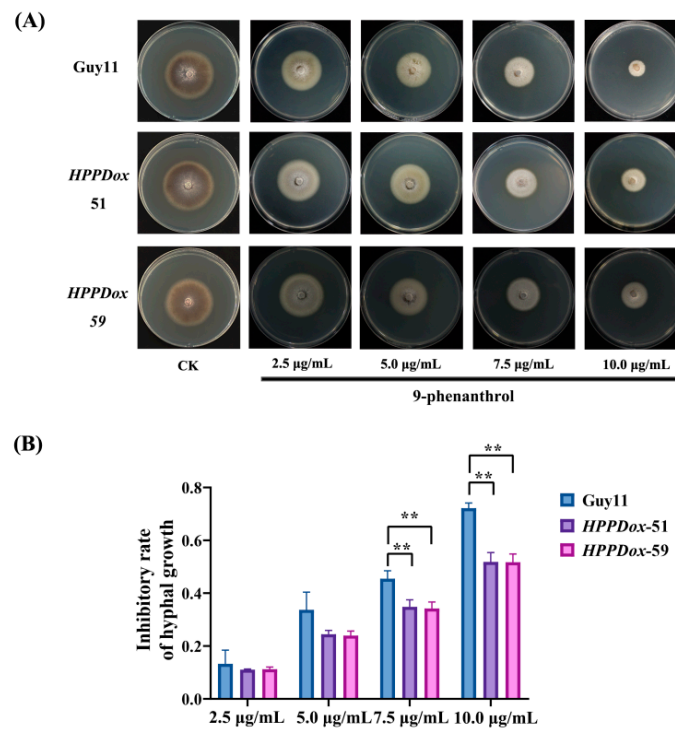 (A)
Guy11
HPPDox
51
HPPDox
59
CK
2.5 μg/mL
5.0 μg/mL
7.5 μg/mL
10.0 μg/mL
9-phenanthrol
(B)
Inhibitory rate
of hyphal growth
0.8
0.6
0.4
0.2
0.0
**
**
**
**
2.5 μg/mL
5.0 μg/mL
7.5 μg/mL
10.0 μg/mL
Guy11
HPPDox-51
HPPDox-59